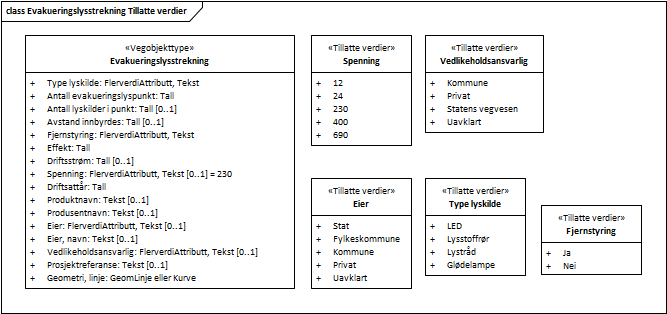 class Evakueringslysstrekning Tillatte verdier
«Vegobjekttype»
Evakueringslysstrekning
+ Type lyskilde: FlerverdiAttributt, Tekst
+ Antall evakueringslyspunkt: Tall
+ Antall lyskilder i punkt: Tall [0..1]
+ Avstand innbyrdes: Tall [0..1]
+ Fjernstyring: FlerverdiAttributt, Tekst
+ Effekt: Tall
+ Driftsstrøm: Tall [0..1]
+ Spenning: FlerverdiAttributt, Tekst [0..1] = 230
+ Driftsattår: Tall
+ Produktnavn: Tekst [0..1]
+ Produsentnavn: Tekst [0..1]
+ Eier: FlerverdiAttributt, Tekst [0..1]
+ Eier, navn: Tekst [0..1]
+ Vedlikeholdsansvarlig: FlerverdiAttributt, Tekst [0..1]
+ Prosjektreferanse: Tekst [0..1]
+ Geometri, linje: GeomLinje eller Kurve
«Tillatte verdier»
Spenning
+ 12
+ 24
+ 230
+ 400
+ 690
«Tillatte verdier»
Vedlikeholdsansvarlig
+ Kommune
+ Privat
+ Statens vegvesen
+ Uavklart
«Tillatte verdier»
Eier
+ Stat
+ Fylkeskommune
+ Kommune
+ Privat
+ Uavklart
«Tillatte verdier»
Type lyskilde
+ LED
+ Lysstoffrør
+ Lystråd
+ Glødelampe
«Tillatte verdier»
Fjernstyring
+ Ja
+ Nei